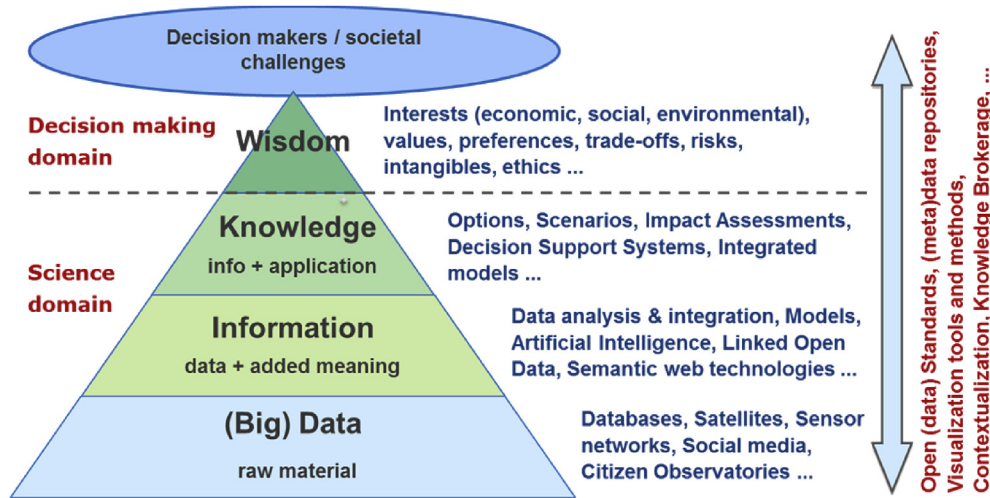 Decision makers / societal
challenges
Decision making
domain
Wisdom
Interests (economic, social, environmental),
values, preferences, trade-offs, risks,
intangibles, ethics ...
Science
domain
Knowledge
info + application
Options, Scenarios, Impact Assessments,
Decision Support Systems, Integrated
models ...
Information
data + added meaning
Data analysis & integration, Models,
Artificial Intelligence, Linked Open
Data, Semantic web technologies ...
(Big) Data
raw material
Databases, Satellites, Sensor
networks, Social media,
Citizen Observatories ...
Open (data) Standards, (meta)data repositories,
Visualization tools and methods,
Contextualization, Knowledge Brokerage, ...